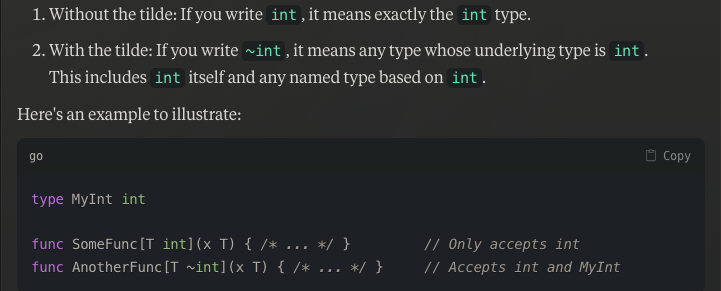 1. Without the tilde: If you write int, it means exactly the int type.
2. With the tilde: If you write ~int, it means any type whose underlying type is int.
This includes int itself and any named type based on int.
Here's an example to illustrate:
go Copy
type MyInt int
func SomeFunc[T int](x T) { /* ... */ } // Only accepts int
func AnotherFunc[T ~int](x T) { /* ... */ } // Accepts int and MyInt